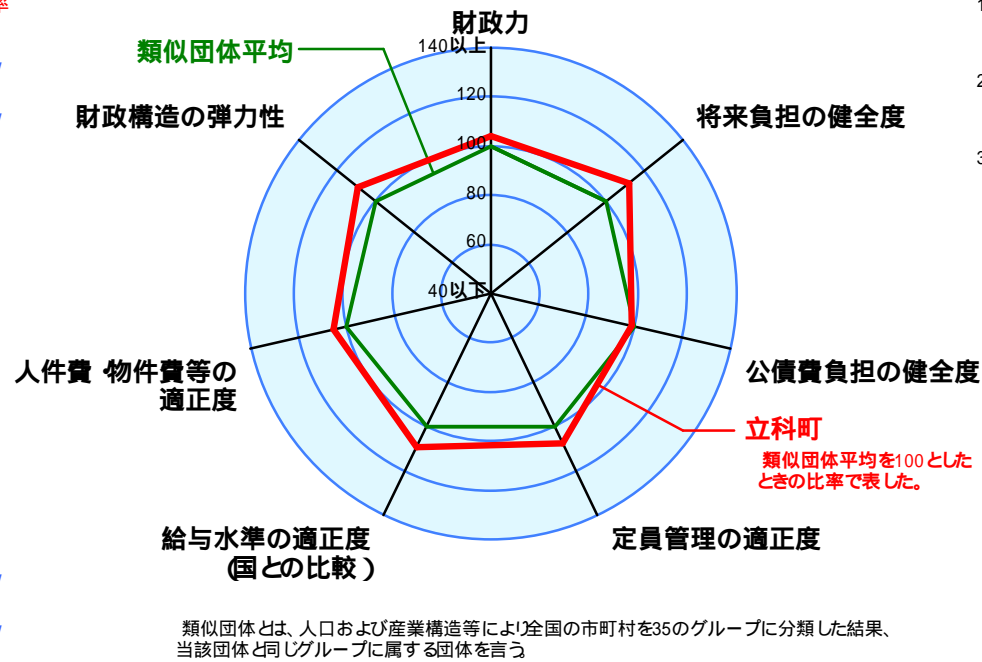 率
財政力
140以上
類似団体平均
120
財政構造の弾力性
将来負担の健全度
100
80
60
40以下
人件費・物件費等の
適正度
公債費負担の健全度
立科町
類似団体平均を100とした
ときの比率で表した。
給与水準の適正度
(国との比較)
定員管理の適正度
類似団体とは、人口および産業構造等により全国の市町村を35のグループに分類した結果、
当該団体と同じグループに属する団体を言う。
1
2
3